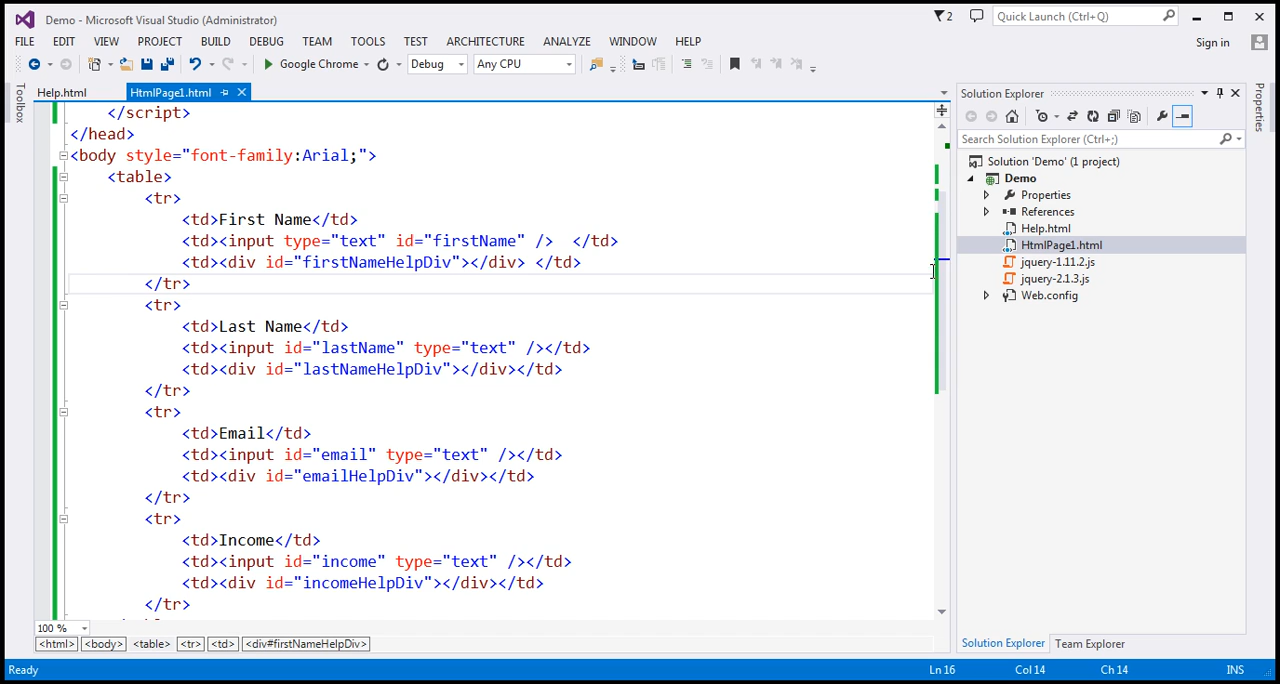 Demo - Microsoft Visual Studio (Administrator)
2
Quick Launch (Ctrl+Q)
FILE EDIT VIEW PROJECT BUILD DEBUG TEAM TOOLS TEST ARCHITECTURE ANALYZE WINDOW HELP
Sign in
Google Chrome
Debug
Any CPU
Toolbox
Help.html
HtmlPage1.html
</script>
</head>
<body style="font-family:Arial;">
<table>
<tr>
<td>First Name</td>
<td><input type="text" id="firstName" />  </td>
<td><div id="firstNameHelpDiv"></div> </td>
</tr>
<tr>
<td>Last Name</td>
<td><input id="lastName" type="text" /></td>
<td><div id="lastNameHelpDiv"></div></td>
</tr>
<tr>
<td>Email</td>
<td><input id="email" type="text" /></td>
<td><div id="emailHelpDiv"></div></td>
</tr>
<tr>
<td>Income</td>
<td><input id="income" type="text" /></td>
<td><div id="incomeHelpDiv"></div></td>
</tr>
100 %
<html> <body> <table> <tr> <td> <div#firstNameHelpDiv>
Solution Explorer
Search Solution Explorer (Ctrl+;)
Solution 'Demo' (1 project)
Demo
Properties
References
Help.html
HtmlPage1.html
jquery-1.11.2.js
jquery-2.1.3.js
Web.config
Solution Explorer
Team Explorer
Properties
Ready
Ln 16
Col 14
Ch 14
INS